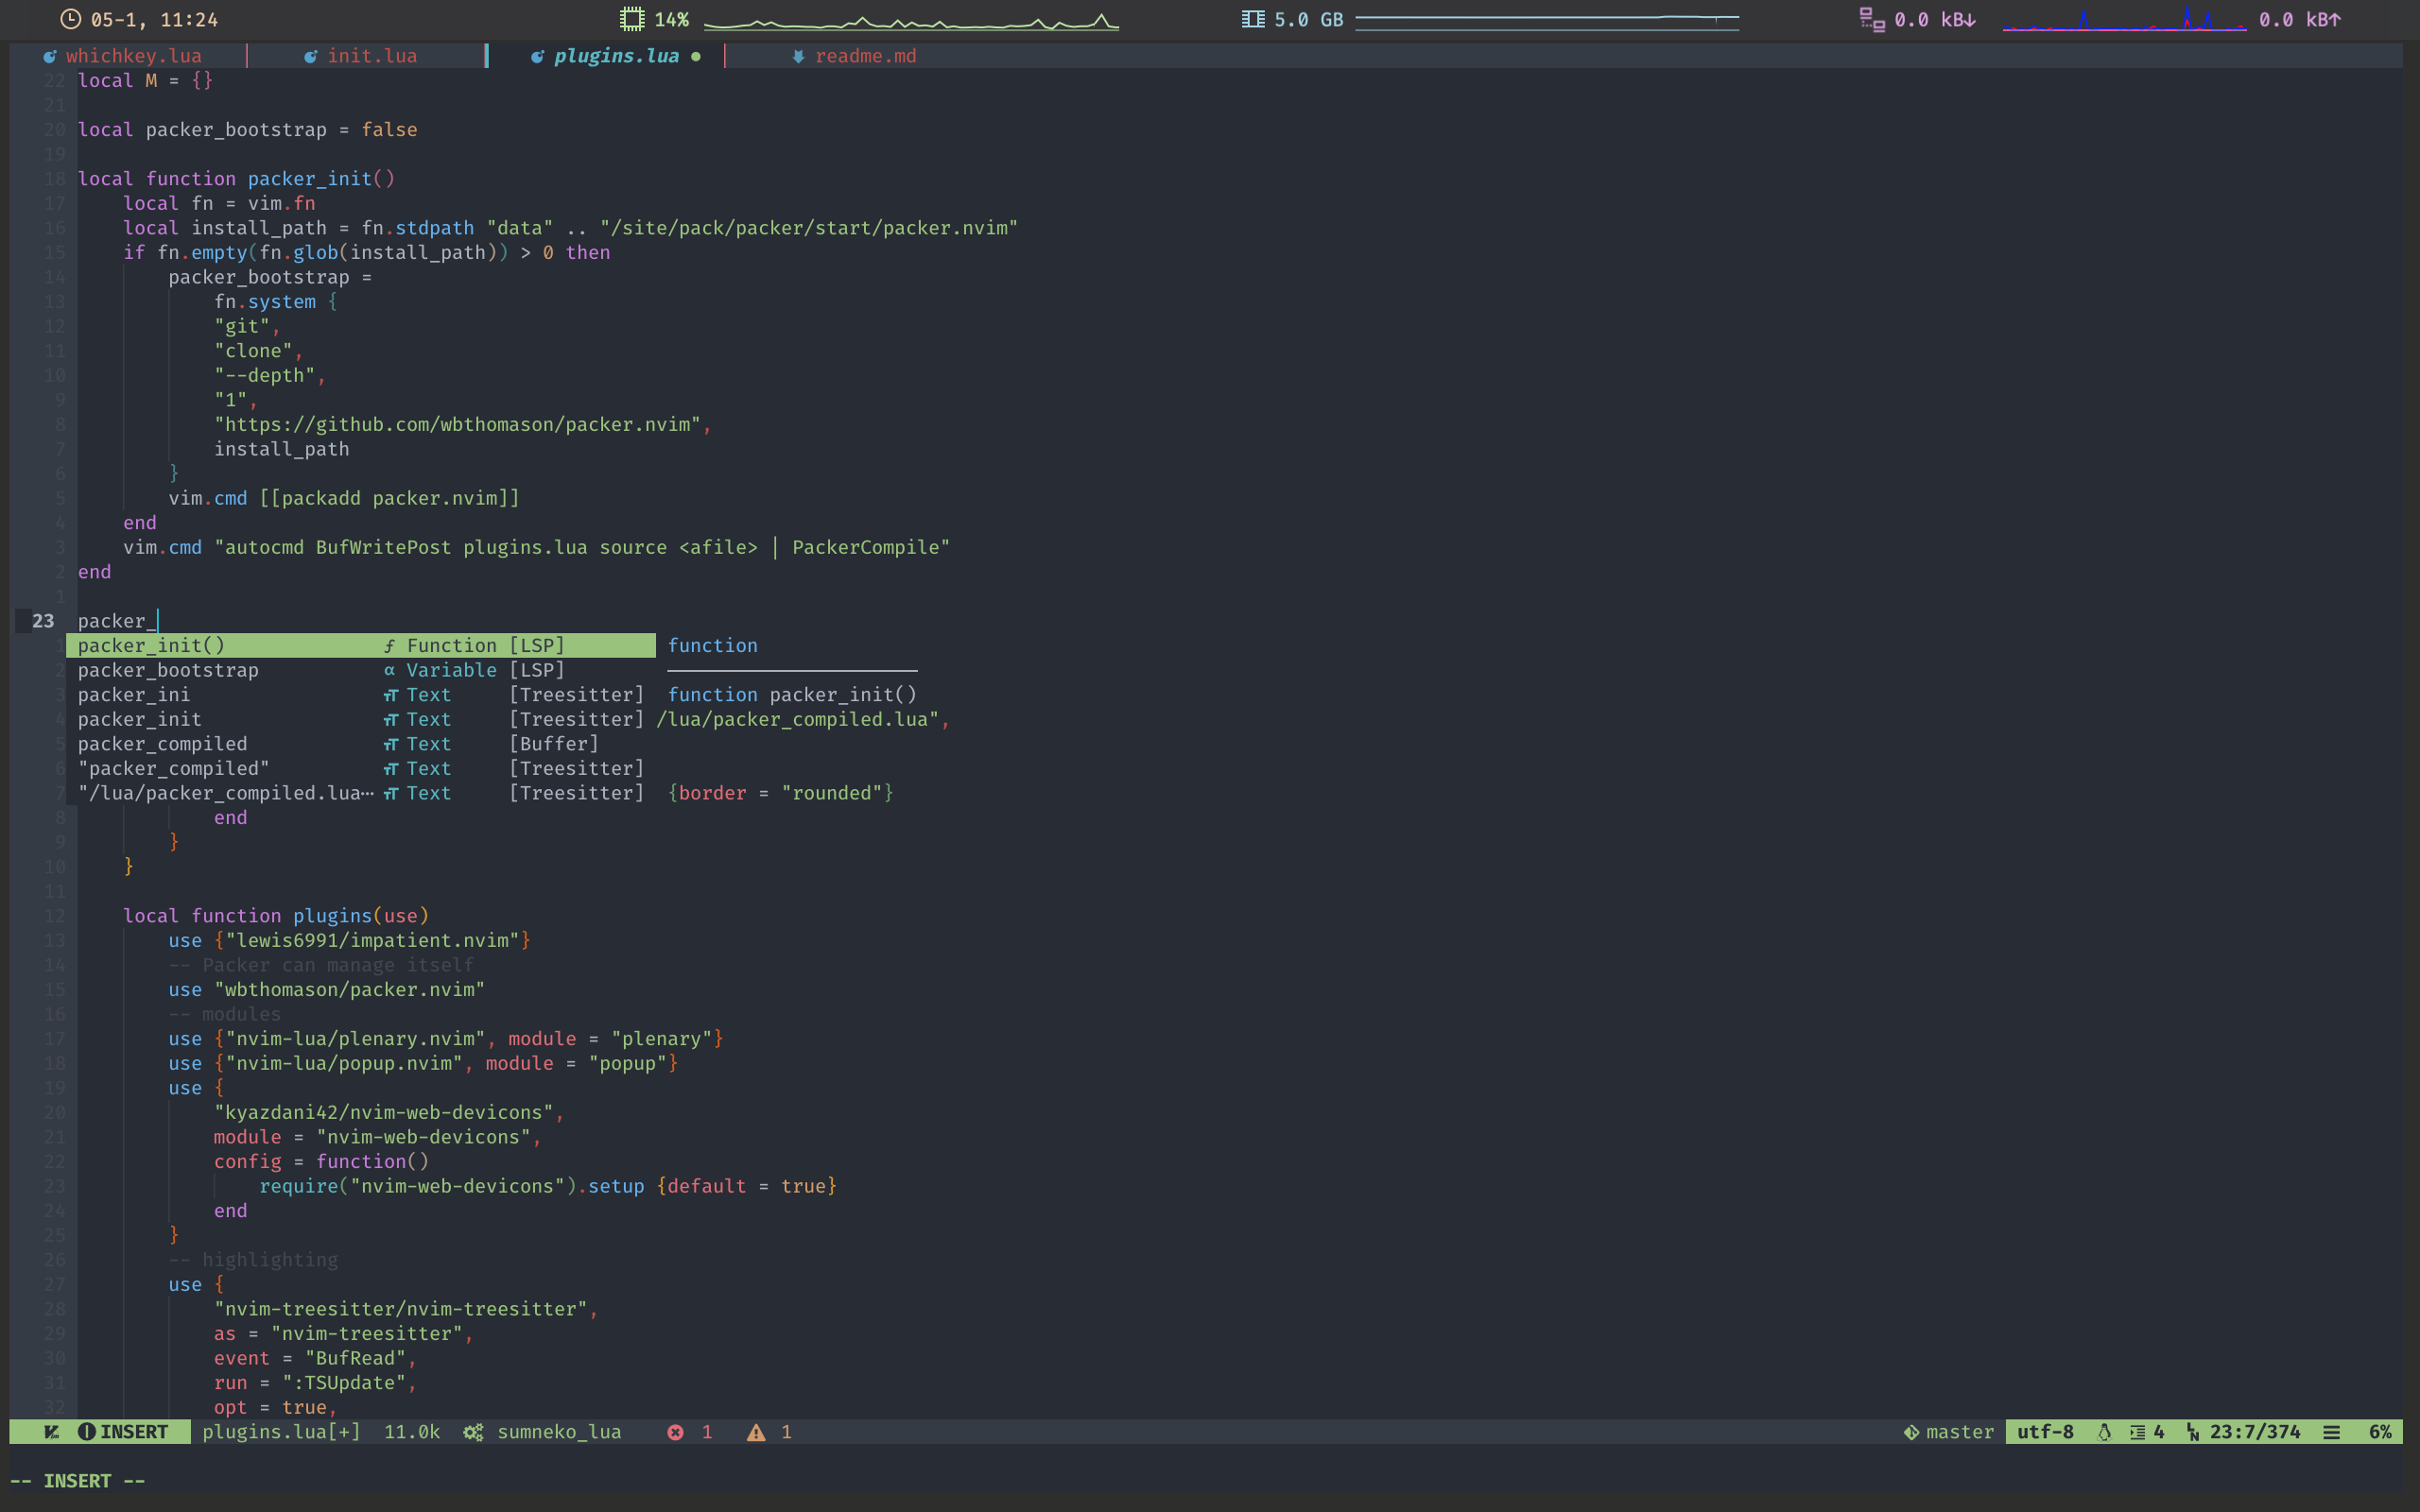 05-1, 11:24 14% 5.0 GB 0.0 kB↓ 0.0 kB↑
whichkey.lua init.lua plugins.lua ● readme.md
22 local M = {}
21
20 local packer_bootstrap = false
19
18 local function packer_init()
17 local fn = vim.fn
16 local install_path = fn.stdpath "data" .. "/site/pack/packer/start/packer.nvim"
15 if fn.empty(fn.glob(install_path)) > 0 then
14 packer_bootstrap =
13 fn.system {
12 "git",
11 "clone",
10 "--depth",
9 "1",
8 "https://github.com/wbthomason/packer.nvim",
7 install_path
6 }
5 vim.cmd [[packadd packer.nvim]]
4 end
3 vim.cmd "autocmd BufWritePost plugins.lua source <afile> | PackerCompile"
2 end
1
23 packer_
1 packer_init() ƒ Function [LSP] function
2 packer_bootstrap α Variable [LSP]
3 packer_ini Text [Treesitter] function packer_init()
4 packer_init Text [Treesitter] /lua/packer_compiled.lua",
5 packer_compiled Text [Buffer]
6 "packer_compiled" Text [Treesitter]
7 "/lua/packer_compiled.lua… Text [Treesitter] {border = "rounded"}
8 end
9 }
10 }
11
12 local function plugins(use)
13 use {"lewis6991/impatient.nvim"}
14 -- Packer can manage itself
15 use "wbthomason/packer.nvim"
16 -- modules
17 use {"nvim-lua/plenary.nvim", module = "plenary"}
18 use {"nvim-lua/popup.nvim", module = "popup"}
19 use {
20 "kyazdani42/nvim-web-devicons",
21 module = "nvim-web-devicons",
22 config = function()
23 require("nvim-web-devicons").setup {default = true}
24 end
25 }
26 -- highlighting
27 use {
28 "nvim-treesitter/nvim-treesitter",
29 as = "nvim-treesitter",
30 event = "BufRead",
31 run = ":TSUpdate",
32 opt = true,
INSERT plugins.lua[+] 11.0k sumneko_lua 1 1 master utf-8 4 23:7/374 6%
-- INSERT --